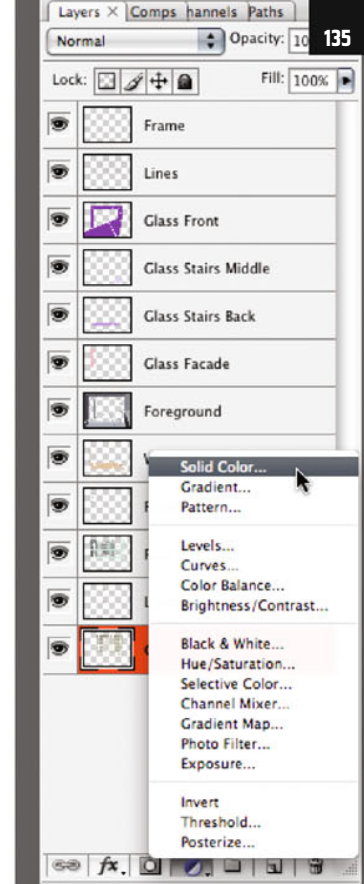 Layers × Comps hannels Paths
135
Normal Opacity: 10
Lock: Fill: 100%
Frame
Lines
Glass Front
Glass Stairs Middle
Glass Stairs Back
Glass Facade
Foreground
Solid Color...
Gradient...
Pattern...
Levels...
Curves...
Color Balance...
Brightness/Contrast...
Black & White...
Hue/Saturation...
Selective Color...
Channel Mixer...
Gradient Map...
Photo Filter...
Exposure...
Invert
Threshold...
Posterize...
fx.